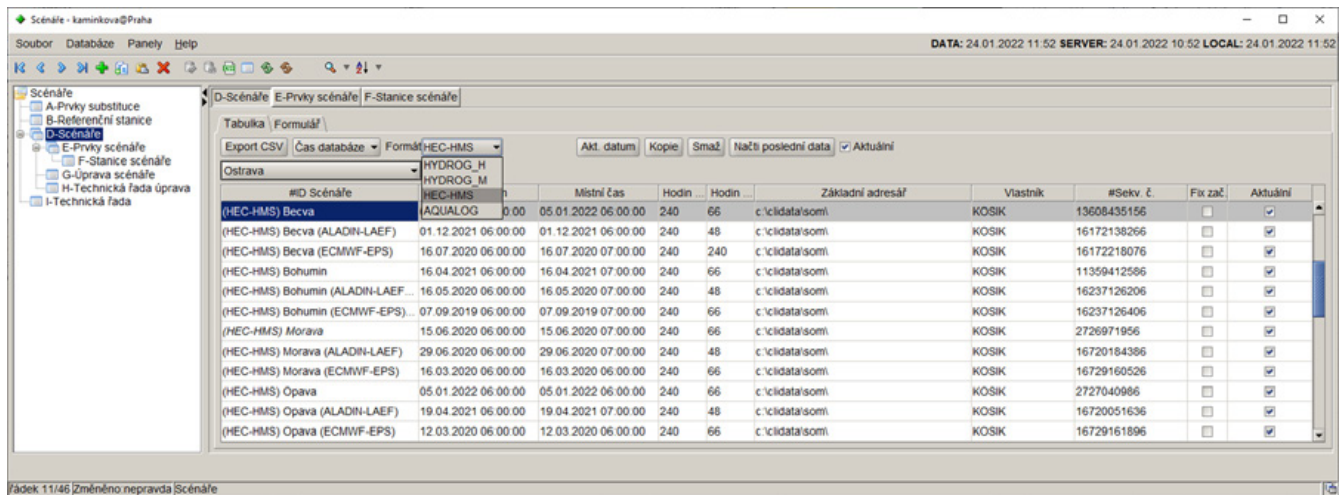 Scénáře - kaminkova@Praha
Soubor Databáze Panely Help DATA: 24.01.2022 11:52 SERVER: 24.01.2022 10:52 LOCAL: 24.01.2022 11:52
Scénáře
A-Prvky substituce
B-Referenční stanice
D-Scénáře
E-Prvky scénáře
F-Stanice scénáře
G-Úprava scénáře
H-Technická řada úprava
I-Technická řada
D-Scénáře E-Prvky scénáře F-Stanice scénáře
Tabulka Formulář
Export CSV Čas databáze Formát HEC-HMS Akt. datum Kopie Smaž Načti poslední data Aktuální
HYDROG_H
HYDROG_M
HEC-HMS
AQUALOG
Ostrava
#ID Scénáře Místní čas Hodin ... Hodin ... Základní adresář Vlastník #Sekv. č. Fix zač. Aktuální
(HEC-HMS) Becva 0:00 05.01.2022 06:00:00 240 66 c:\clidata\som\ KOSIK 13608435156
(HEC-HMS) Becva (ALADIN-LAEF) 01.12.2021 06:00:00 01.12.2021 06:00:00 240 48 c:\clidata\som\ KOSIK 16172138266
(HEC-HMS) Becva (ECMWF-EPS) 16.07.2020 06:00:00 16.07.2020 07:00:00 240 240 c:\clidata\som\ KOSIK 16172218076
(HEC-HMS) Bohumin 16.04.2021 06:00:00 16.04.2021 07:00:00 240 66 c:\clidata\som\ KOSIK 11359412586
(HEC-HMS) Bohumin (ALADIN-LAEF... 16.05.2020 06:00:00 16.05.2020 07:00:00 240 48 c:\clidata\som\ KOSIK 16237126206
(HEC-HMS) Bohumin (ECMWF-EPS)... 07.09.2019 06:00:00 07.09.2019 07:00:00 240 66 c:\clidata\som\ KOSIK 16237126406
(HEC-HMS) Morava 15.06.2020 06:00:00 15.06.2020 07:00:00 240 66 c:\clidata\som\ KOSIK 2726971956
(HEC-HMS) Morava (ALADIN-LAEF) 29.06.2020 06:00:00 29.06.2020 07:00:00 240 48 c:\clidata\som\ KOSIK 16720184386
(HEC-HMS) Morava (ECMWF-EPS) 16.03.2020 06:00:00 16.03.2020 06:00:00 240 66 c:\clidata\som\ KOSIK 16729160526
(HEC-HMS) Opava 05.01.2022 06:00:00 05.01.2022 06:00:00 240 66 c:\clidata\som\ KOSIK 2727040986
(HEC-HMS) Opava (ALADIN-LAEF) 19.04.2021 06:00:00 19.04.2021 07:00:00 240 48 c:\clidata\som\ KOSIK 16720051636
(HEC-HMS) Opava (ECMWF-EPS) 12.03.2020 06:00:00 12.03.2020 06:00:00 240 66 c:\clidata\som\ KOSIK 16729161896
řádek 11/46 Změněno:nepravda Scénáře